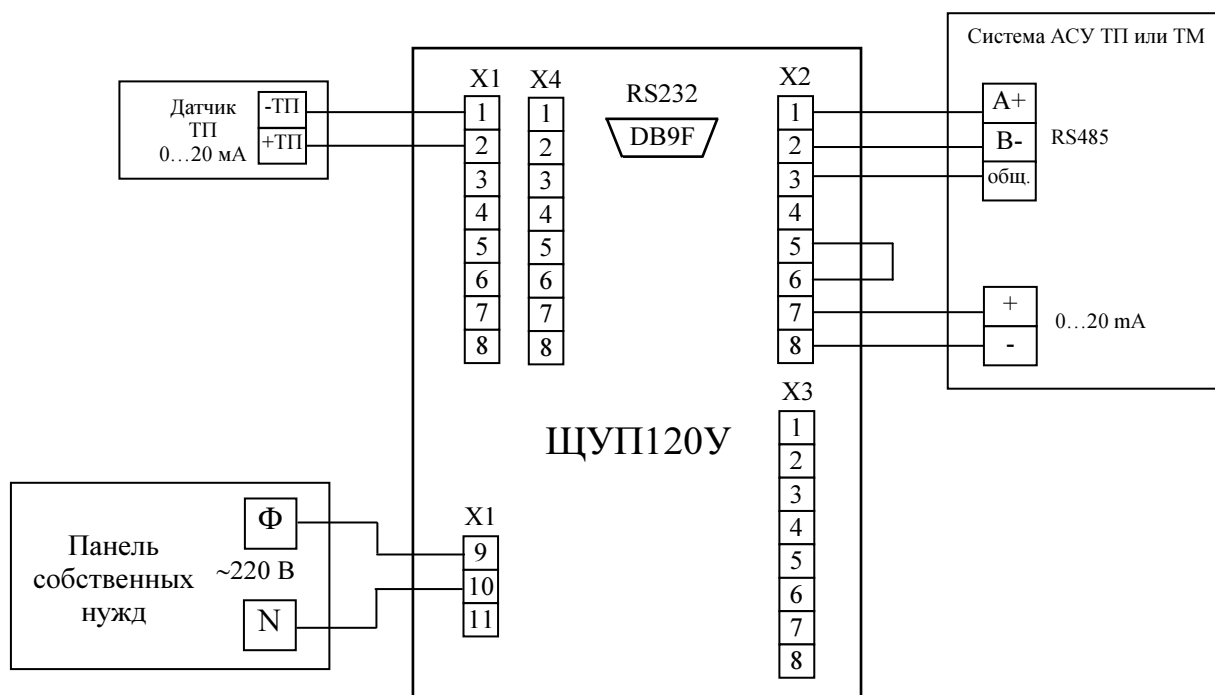 Система АСУ ТП или ТМ
Датчик
ТП
0…20 мА
-ТП
+ТП
X1
1
2
3
4
5
6
7
8
X4
1
2
3
4
5
6
7
8
RS232
DB9F
X2
1
2
3
4
5
6
7
8
A+
B-
общ.
RS485
+
-
0…20 mA
ЩУП120У
X3
1
2
3
4
5
6
7
8
Панель
собственных
нужд
Ф
~220 В
N
X1
9
10
11